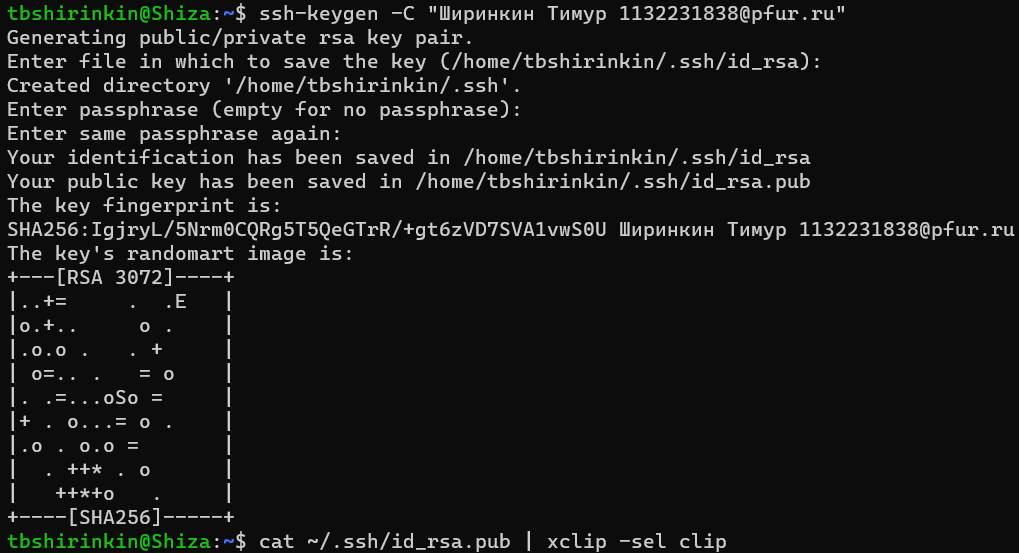 tbshirinkin@Shiza:~$ ssh-keygen -C "Ширинкин Тимур 1132231838@pfur.ru"
Generating public/private rsa key pair.
Enter file in which to save the key (/home/tbshirinkin/.ssh/id_rsa):
Created directory '/home/tbshirinkin/.ssh'.
Enter passphrase (empty for no passphrase):
Enter same passphrase again:
Your identification has been saved in /home/tbshirinkin/.ssh/id_rsa
Your public key has been saved in /home/tbshirinkin/.ssh/id_rsa.pub
The key fingerprint is:
SHA256:IgjryL/5Nrm0CQRg5T5QeGTrR/+gt6zVD7SVA1vwS0U Ширинкин Тимур 1132231838@pfur.ru
The key's randomart image is:
+---[RSA 3072]----+
|..+=     .  .E   |
|o.+..     o .    |
|.o.o .   . +     |
| o=.. .   = o    |
|. .=...oSo =     |
|+ . o...= o .    |
|.o . o.o =       |
|  . ++* . o      |
|   ++*+o   .     |
+----[SHA256]-----+
tbshirinkin@Shiza:~$ cat ~/.ssh/id_rsa.pub | xclip -sel clip